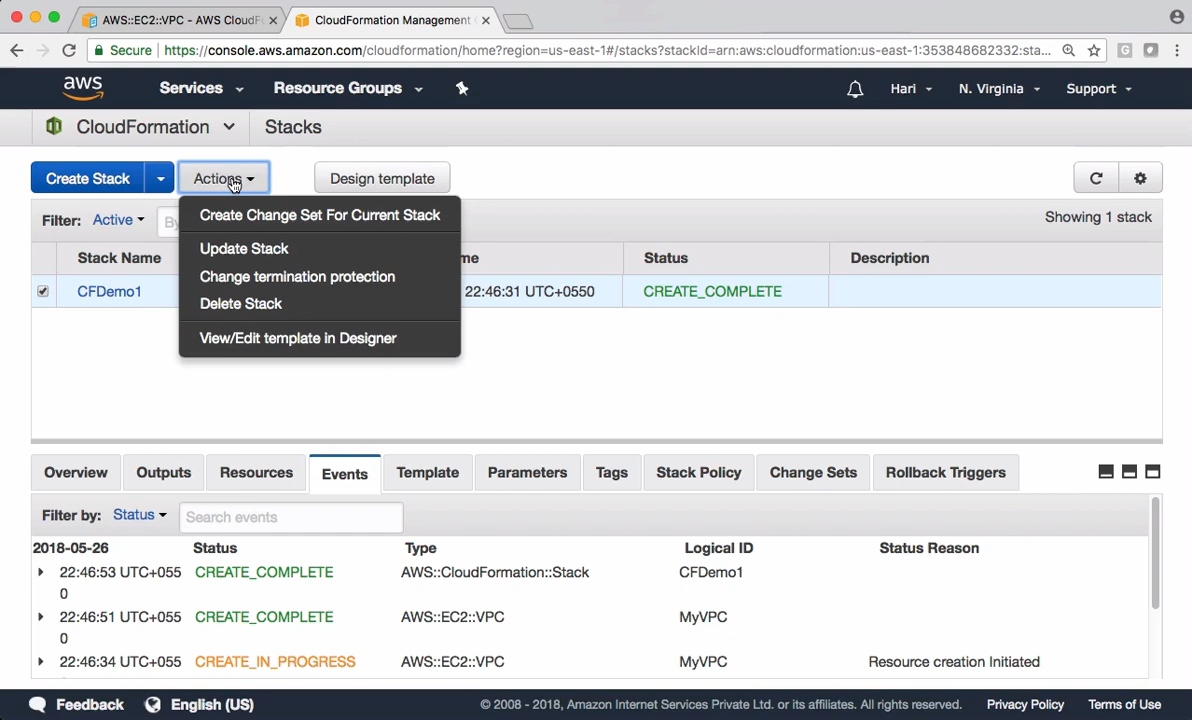 AWS::EC2::VPC - AWS CloudF
CloudFormation Management
Secure
https://console.aws.amazon.com/cloudformation/home?region=us-east-1#/stacks?stackId=arn:aws:cloudformation:us-east-1:353848682332:sta...
aws Services Resource Groups Hari N. Virginia Support
CloudFormation Stacks
Create Stack Actions Design template
Filter: Active By Showing 1 stack
Create Change Set For Current Stack
Update Stack
Change termination protection
Delete Stack
View/Edit template in Designer
Stack Name me Status Description
CFDemo1 22:46:31 UTC+0550 CREATE_COMPLETE
Overview Outputs Resources Events Template Parameters Tags Stack Policy Change Sets Rollback Triggers
Filter by: Status Search events
2018-05-26 Status Type Logical ID Status Reason
22:46:53 UTC+055 CREATE_COMPLETE AWS::CloudFormation::Stack CFDemo1
0
22:46:51 UTC+055 CREATE_COMPLETE AWS::EC2::VPC MyVPC
0
22:46:34 UTC+055 CREATE_IN_PROGRESS AWS::EC2::VPC MyVPC Resource creation Initiated
Feedback English (US) © 2008 - 2018, Amazon Internet Services Private Ltd. or its affiliates. All rights reserved. Privacy Policy Terms of Use